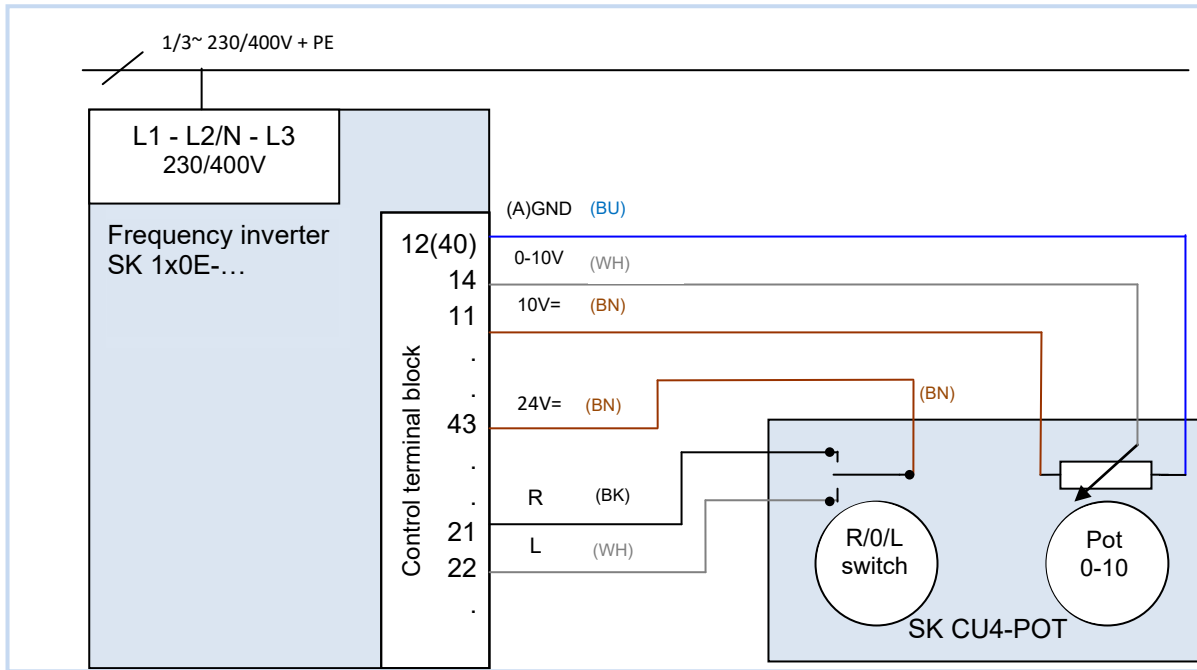 1/3~ 230/400V + PE
L1 - L2/N - L3
230/400V
Frequency inverter
SK 1x0E-…
Control terminal block
12(40)
14
11
.
.
43
.
.
21
22
.
(A)GND (BU)
0-10V (WH)
10V= (BN)
24V= (BN)
(BN)
R (BK)
L (WH)
R/0/L
switch
Pot
0-10
SK CU4-POT